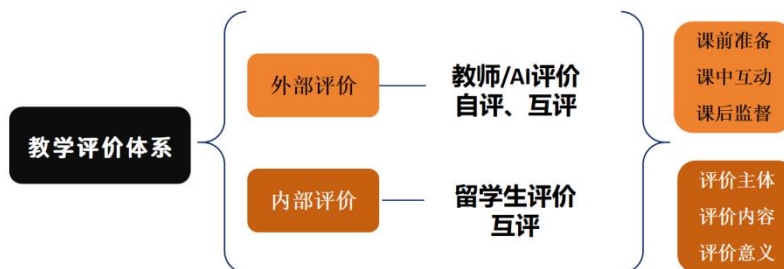 教学评价体系
外部评价
教师/AI评价
自评、互评
内部评价
留学生评价
互评
课前准备
课中互动
课后监督
评价主体
评价内容
评价意义